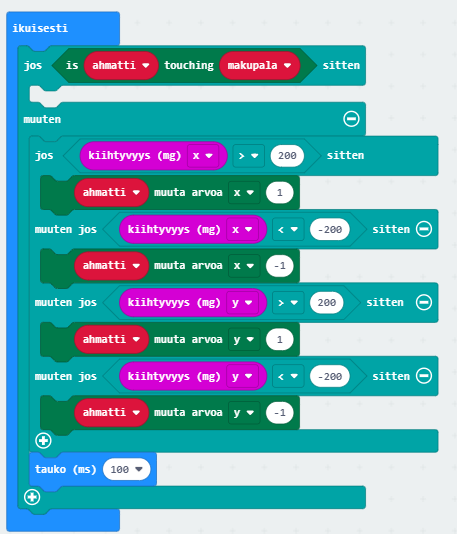 ikuisesti
jos is ahmatti touching makupala sitten
muuten
jos kiihtyvyys (mg) x > 200 sitten
ahmatti muuta arvoa x 1
muuten jos kiihtyvyys (mg) x < -200 sitten
ahmatti muuta arvoa x -1
muuten jos kiihtyvyys (mg) y > 200 sitten
ahmatti muuta arvoa y 1
muuten jos kiihtyvyys (mg) y < -200 sitten
ahmatti muuta arvoa y -1
tauko (ms) 100